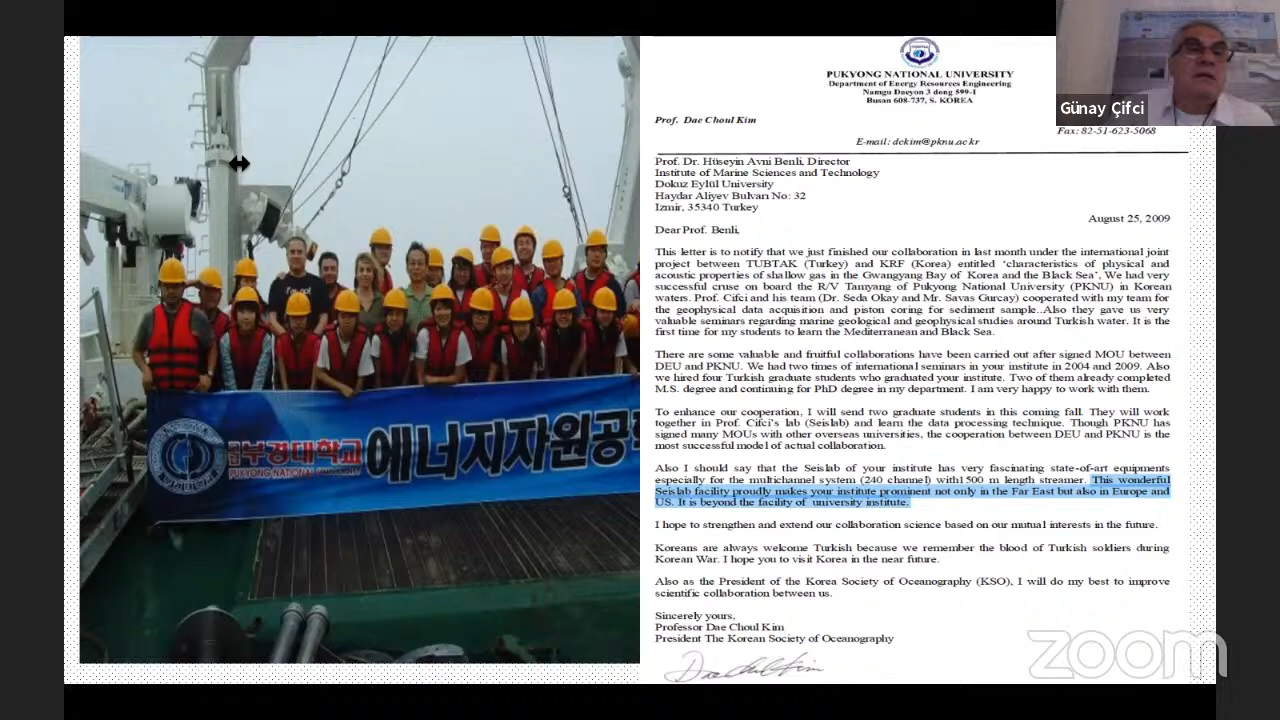 PUKYONG NATIONAL UNIVERSITY
Department of Energy Resources Engineering
Namgu Daeyon 3 dong 599-1
Busan 608-737, S. KOREA
Günay Çifci
Prof. Dae Choul Kim
Fax: 82-51-623-5068
E-mail: dckim@pknu.ac.kr
Prof. Dr. Hüseyin Avni Benli, Director
Institute of Marine Sciences and Technology
Dokuz Eylül University
Haydar Aliyev Bulvarı No: 32
Izmir, 35340 Turkey
August 25, 2009
Dear Prof. Benli,
This letter is to notify that we just finished our collaboration in last month under the international joint
project between TUBTAK (Turkey) and KRF (Korea) entitled 'characteristics of physical and
acoustic properties of shallow gas in the Gwangyang Bay of Korea and the Black Sea', We had very
successful cruse on board the R/V Tamyang of Pukyong National University (PKNU) in Korean
waters. Prof. Cifci and his team (Dr. Seda Okay and Mr. Savas Gurcay) cooperated with my team for
the geophysical data acquisition and piston coring for sediment sample..Also they gave us very
valuable seminars regarding marine geological and geophysical studies around Turkish water. It is the
first time for my students to learn the Mediterranean and Black Sea.
There are some valuable and fruitful collaborations have been carried out after signed MOU between
DEU and PKNU. We had two times of international seminars in your institute in 2004 and 2009. Also
we hired four Turkish graduate students who graduated your institute. Two of them already completed
M.S. degree and continuing for PhD degree in my department. I am very happy to work with them.
To enhance our cooperation, I will send two graduate students in this coming fall. They will work
together in Prof. Cifci's lab (Seislab) and learn the data processing technique. Though PKNU has
signed many MOUs with other overseas universities, the cooperation between DEU and PKNU is the
most successful model of actual collaboration.
Also I should say that the Seislab of your institute has very fascinating state-of-art equipments
especially for the multichannel system (240 channel) with1500 m length streamer. This wonderful
Seislab facility proudly makes your institute prominent not only in the Far East but also in Europe and
US. It is beyond the facility of university institute.
I hope to strengthen and extend our collaboration science based on our mutual interests in the future.
Koreans are always welcome Turkish because we remember the blood of Turkish soldiers during
Korean War. I hope you to visit Korea in the near future.
Also as the President of the Korea Society of Oceanography (KSO), I will do my best to improve
scientific collaboration between us.
Sincerely yours,
Professor Dae Choul Kim
President The Korean Society of Oceanography
Dae Choul Kim
부경대학교 에너지자원공
PUKYONG NATIONAL UNIVERSITY
zoom